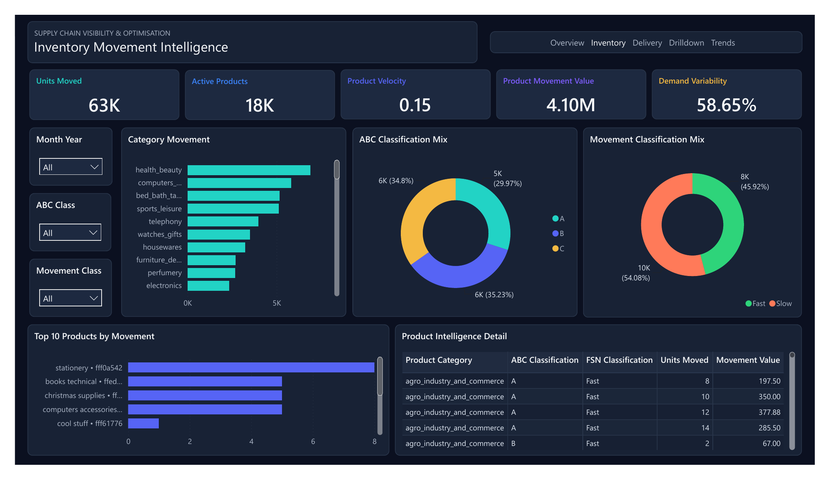 SUPPLY CHAIN VISIBILITY & OPTIMISATION
Inventory Movement Intelligence
Overview Inventory Delivery Drilldown Trends
Units Moved
63K
Active Products
18K
Product Velocity
0.15
Product Movement Value
4.10M
Demand Variability
58.65%
Month Year
All
ABC Class
All
Movement Class
All
Category Movement
health_beauty
computers_...
bed_bath_ta...
sports_leisure
telephony
watches_gifts
housewares
furniture_de...
perfumery
electronics
0K 5K
ABC Classification Mix
5K
(29.97%)
6K (34.8%)
6K (35.23%)
A
B
C
Movement Classification Mix
8K
(45.92%)
10K
(54.08%)
Fast Slow
Top 10 Products by Movement
stationery • fff0a542
books technical • ffed...
christmas supplies • ff...
computers accessories...
cool stuff • fff61776
0 2 4 6 8
Product Intelligence Detail
Product Category ABC Classification FSN Classification Units Moved Movement Value
agro_industry_and_commerce A Fast 8 197.50
agro_industry_and_commerce A Fast 10 350.00
agro_industry_and_commerce A Fast 12 377.88
agro_industry_and_commerce A Fast 14 285.50
agro_industry_and_commerce B Fast 2 67.00